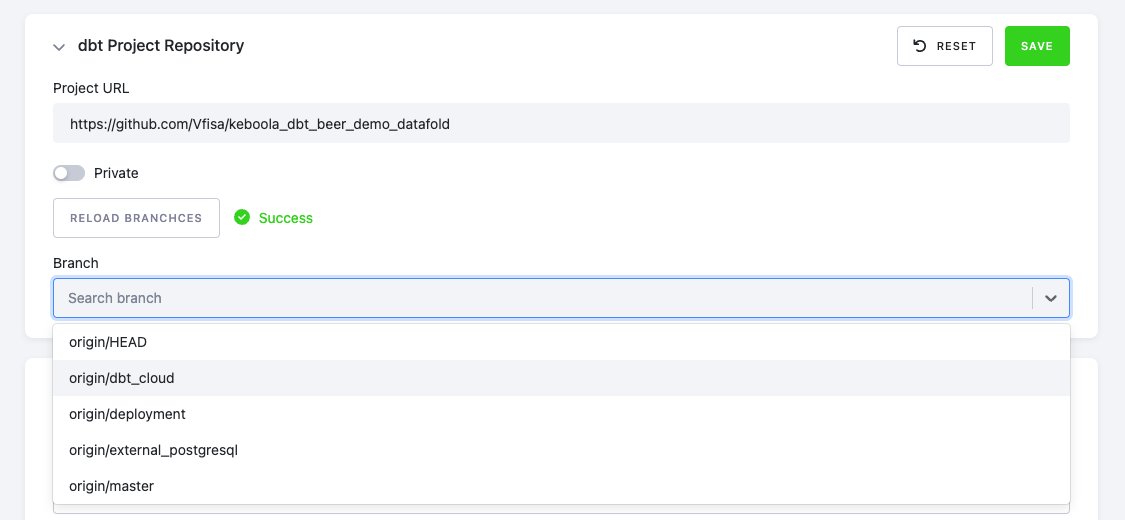 dbt Project Repository
RESET
SAVE
Project URL
https://github.com/Vfisa/keboola_dbt_beer_demo_datafold
Private
RELOAD BRANCHCES
Success
Branch
Search branch
origin/HEAD
origin/dbt_cloud
origin/deployment
origin/external_postgresql
origin/master